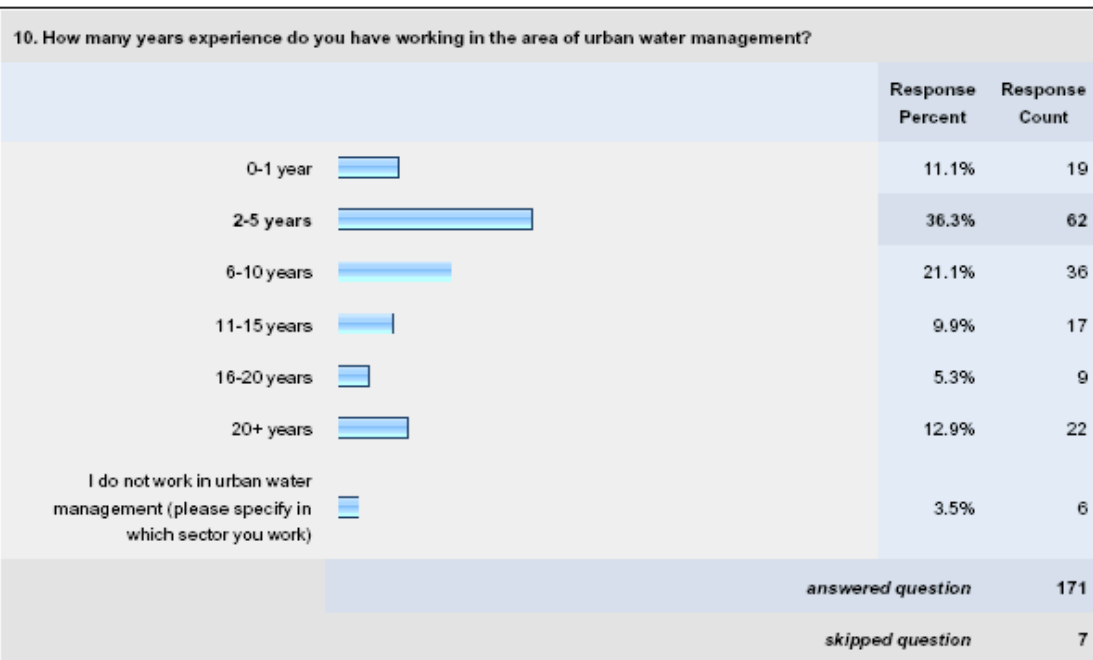 10. How many years experience do you have working in the area of urban water management?
Response Percent Response Count
0-1 year 11.1% 19
2-5 years 36.3% 62
6-10 years 21.1% 36
11-15 years 9.9% 17
16-20 years 5.3% 9
20+ years 12.9% 22
I do not work in urban water
management (please specify in
which sector you work) 3.5% 6
answered question 171
skipped question 7